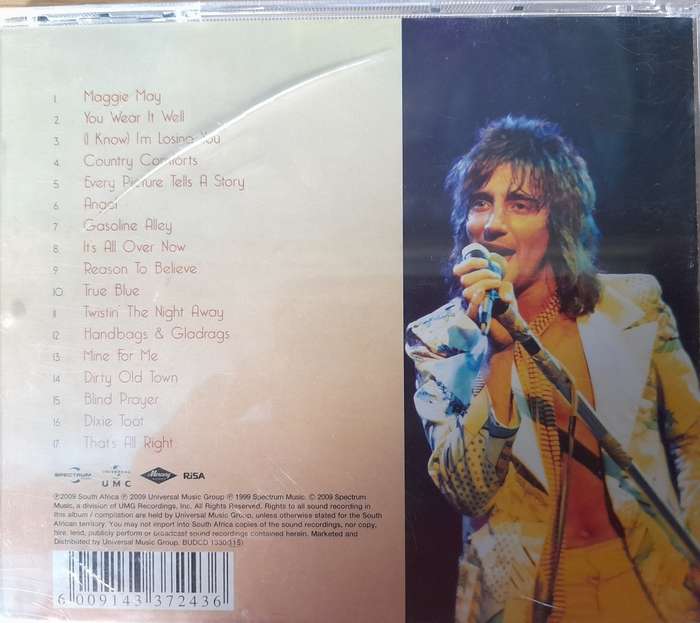 1. Maggie May
2. You Wear It Well
3. (I Know) I'm Losing You
4. Country Comforts
5. Every Picture Tells A Story
6. Angel
7. Gasoline Alley
8. It's All Over Now
9. Reason To Believe
10. True Blue
11. Twistin' The Night Away
12. Handbags & Gladrags
13. Mine For Me
14. Dirty Old Town
15. Blind Prayer
16. Dixie Toot
17. That's All Right
SPECTRUM UNIVERSAL UMC Mercury RiSA
℗2009 South Africa ℗ 2009 Universal Music Group ℗ 1999 Spectrum Music. © 2009 Spectrum
Music, a division of UMG Recordings, Inc. All Rights Reserved. Rights to all sound recording in
this album / compilation are held by Universal Music Group, unless otherwise stated for the South
African territory. You may not import into South Africa copies of the sound recordings, nor copy,
hire, lend, publicly perform or broadcast sound recordings contained herein. Marketed and
Distributed by Universal Music Group. BUDCD 1330(315)
6 009143 372436